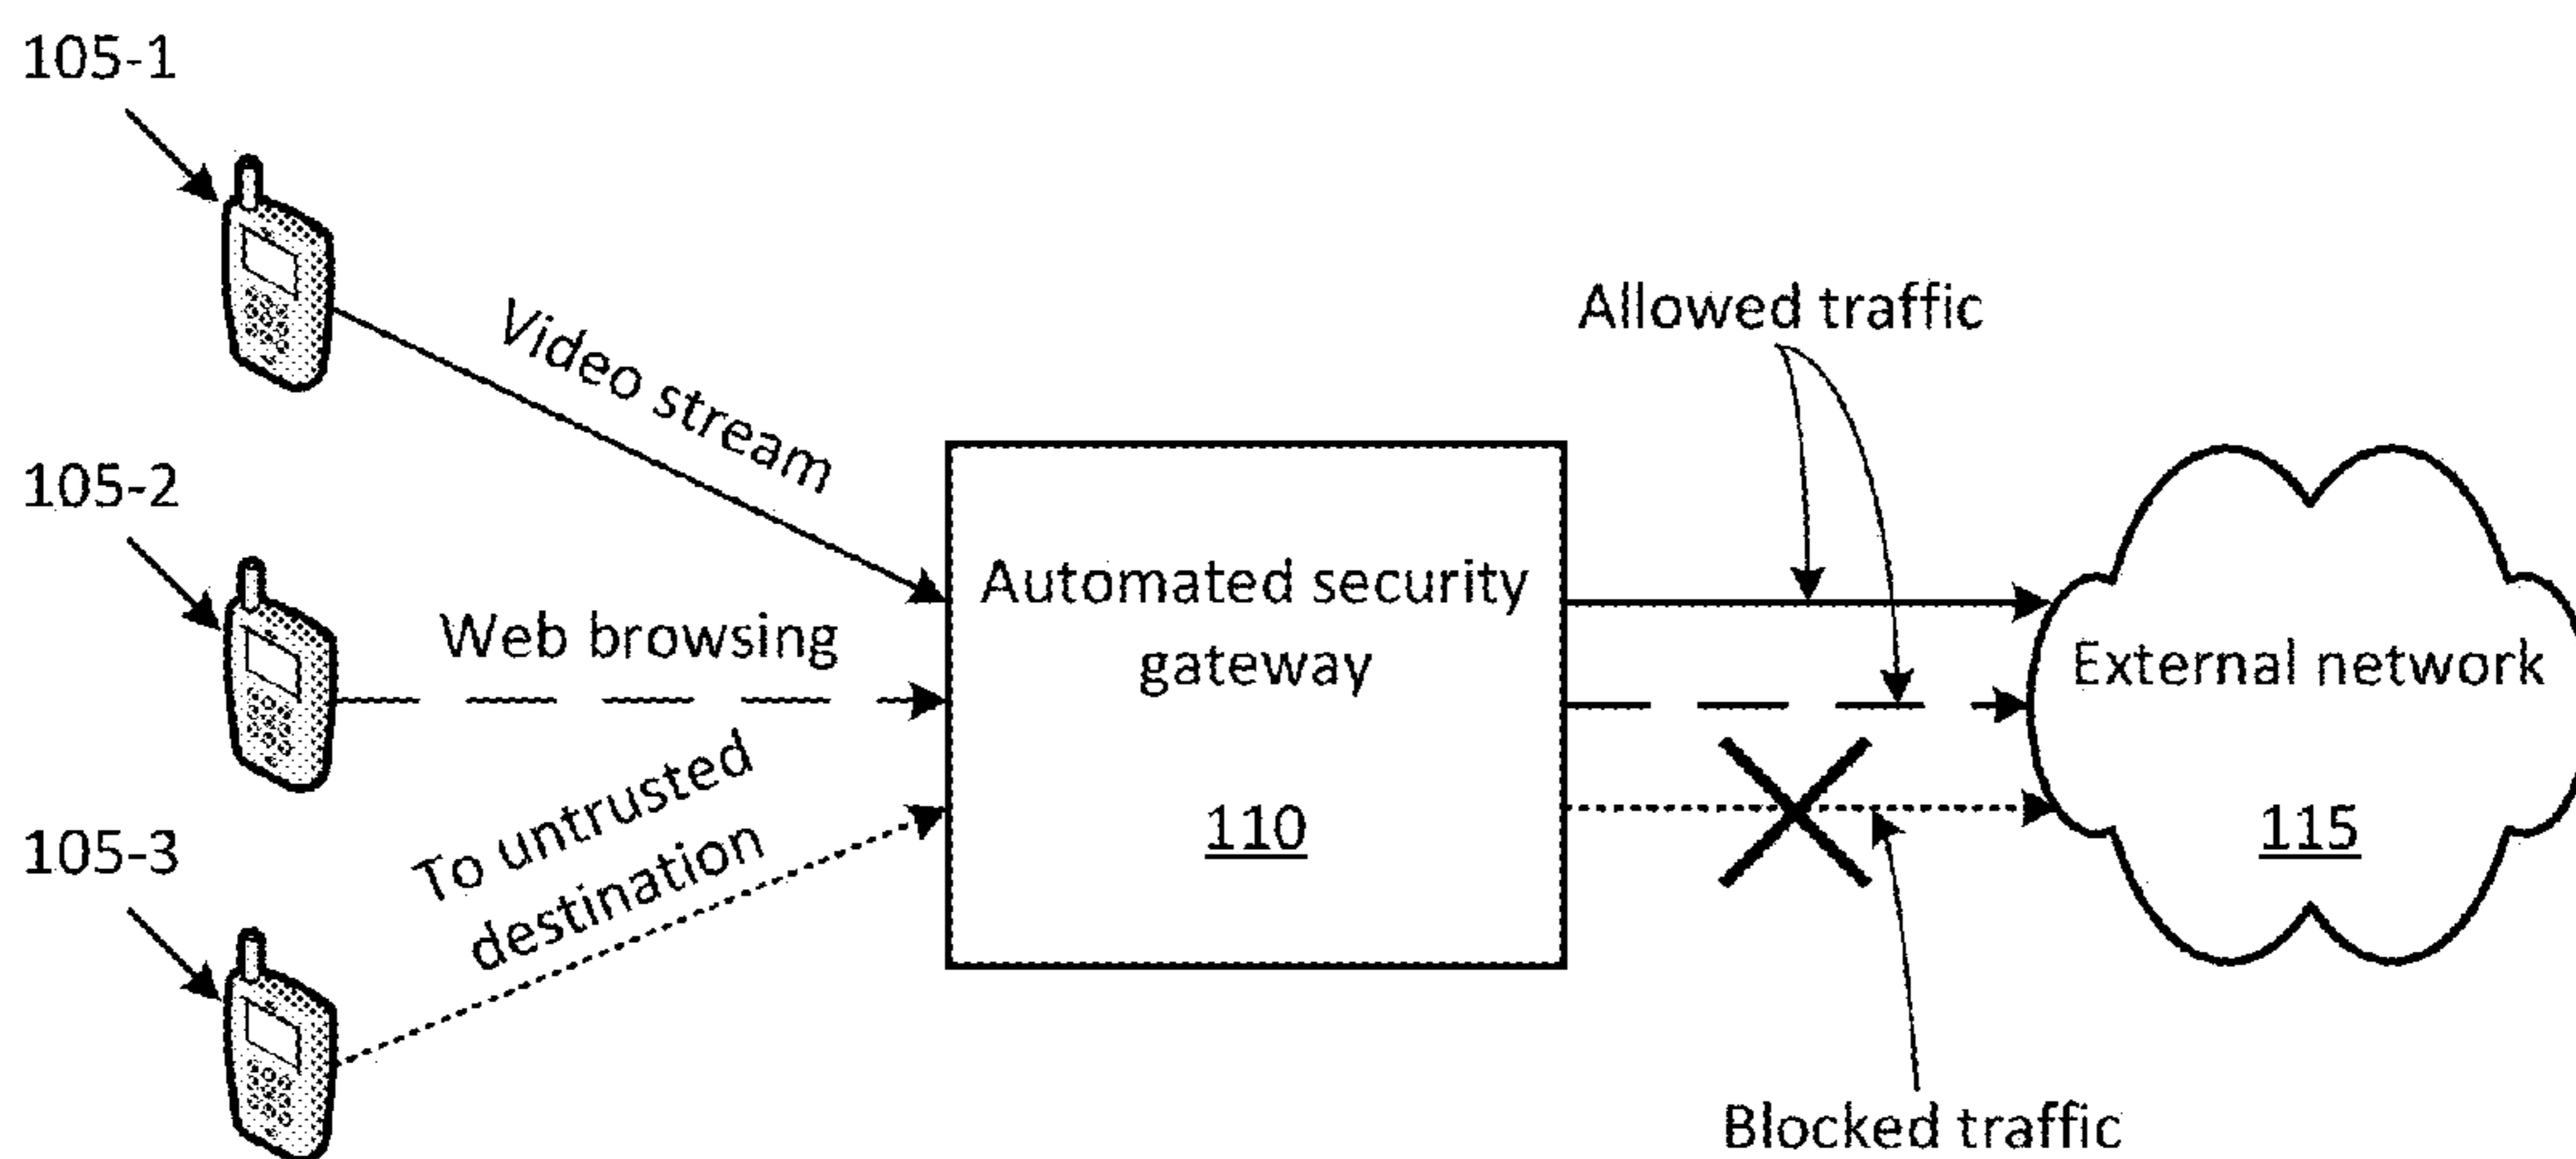 105-1
Video stream
Allowed traffic
105-2
Web browsing
Automated security
gateway
110
External network
115
105-3
To untrusted
destination
Blocked traffic